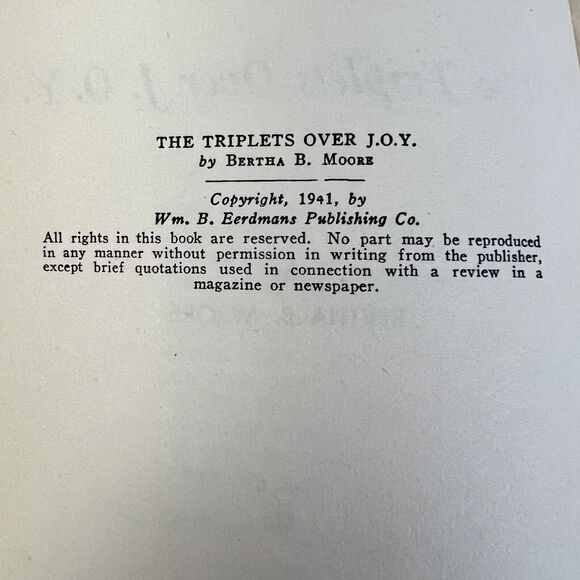 THE TRIPLETS OVER J.O.Y.
by BERTHA B. MOORE
Copyright, 1941, by
Wm. B. Eerdmans Publishing Co.
All rights in this book are reserved. No part may be reproduced
in any manner without permission in writing from the publisher,
except brief quotations used in connection with a review in a
magazine or newspaper.